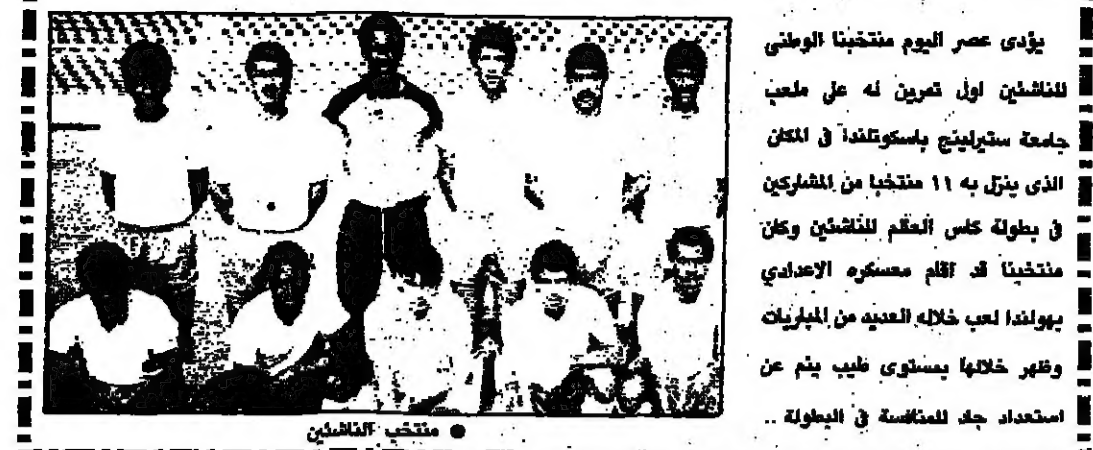 يؤدى عصر اليوم منتخبنا الوطنى
للناشئين اول تمرين له على ملعب
جامعة ستيرلينج باسكوتلندا فى المكان
الذى ينزل به ١١ منتخبا من المشاركين
فى بطولة كاس العالم للناشئين وكان
منتخبنا قد اقام معسكره الاعدادي
بهولندا لعب خلاله العديد من المباريات
وظهر خلالها بمستوى طيب ينم عن
استعداد جاد للمنافسة فى البطولة ..
● منتخب الناشئين